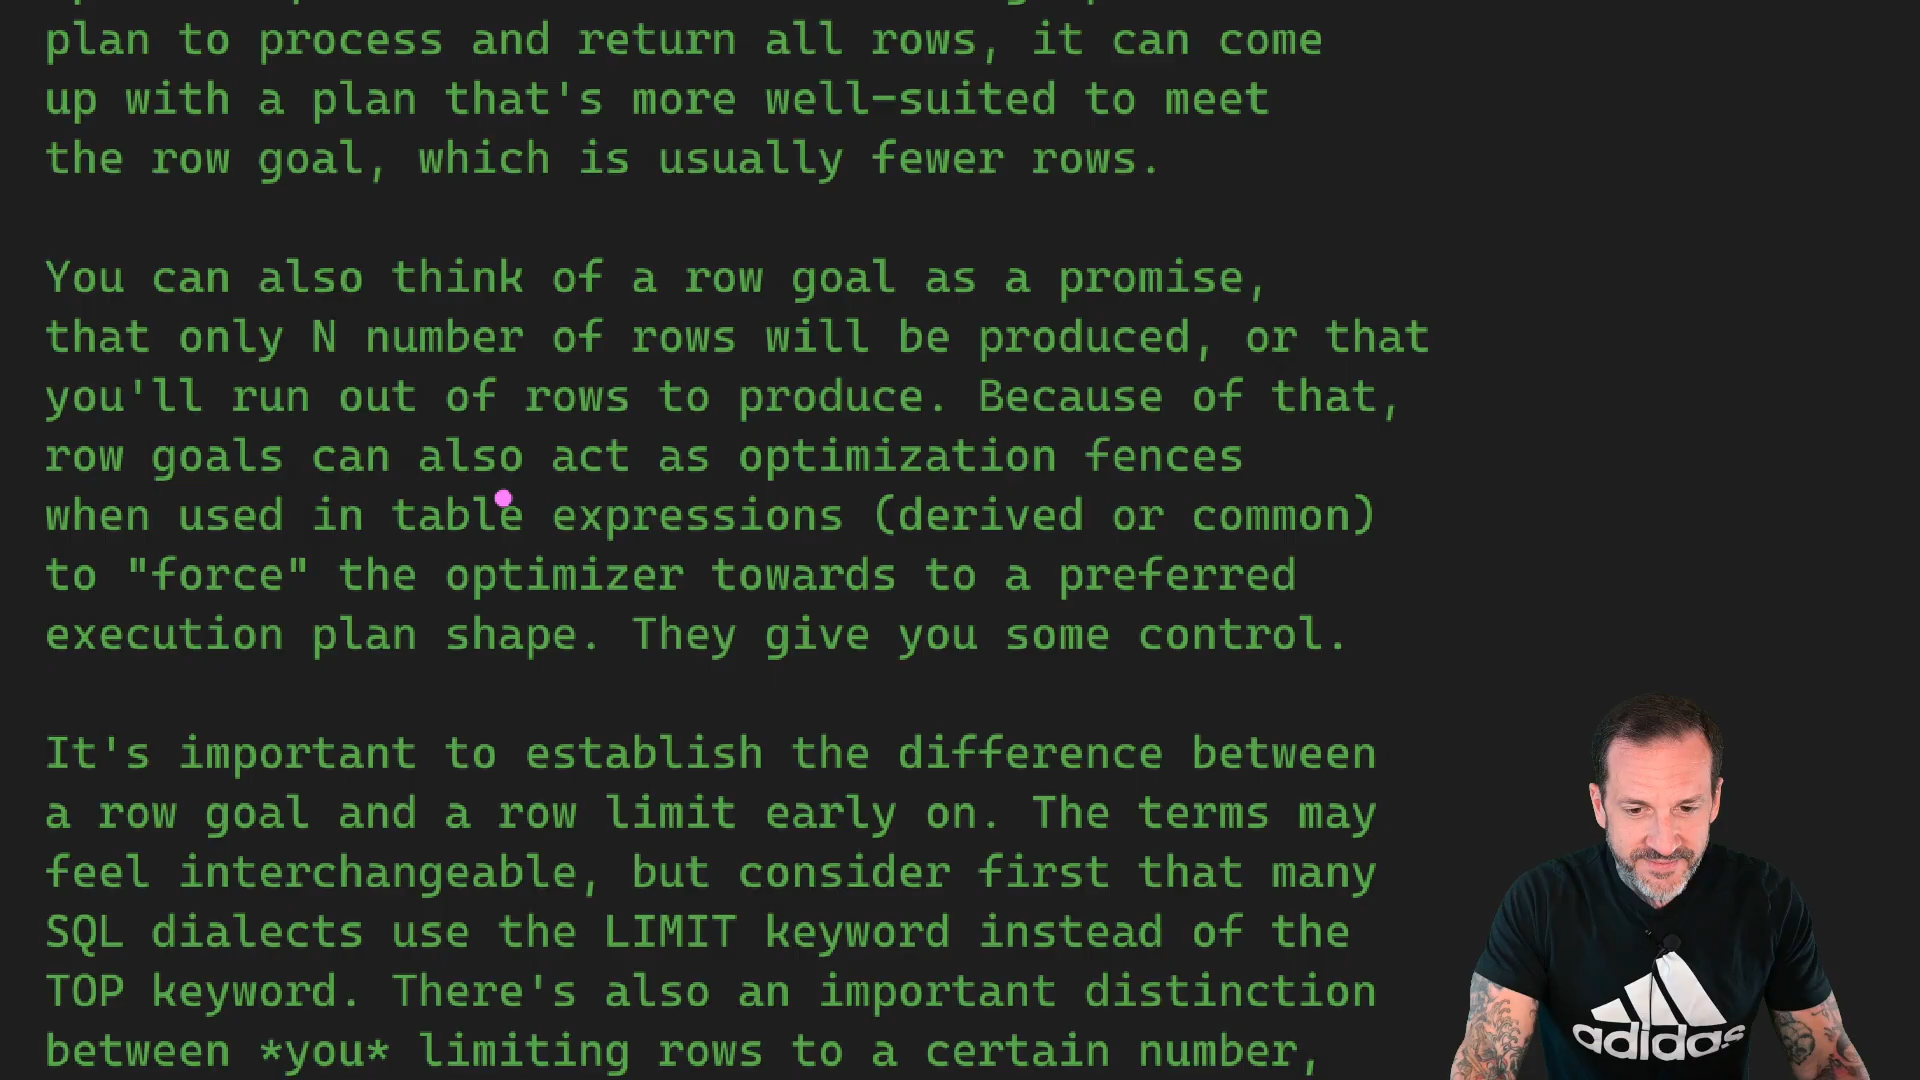 plan to process and return all rows, it can come
up with a plan that's more well-suited to meet
the row goal, which is usually fewer rows.
You can also think of a row goal as a promise,
that only N number of rows will be produced, or that
you'll run out of rows to produce. Because of that,
row goals can also act as optimization fences
when used in table expressions (derived or common)
to "force" the optimizer towards to a preferred
execution plan shape. They give you some control.
It's important to establish the difference between
a row goal and a row limit early on. The terms may
feel interchangeable, but consider first that many
SQL dialects use the LIMIT keyword instead of the
TOP keyword. There's also an important distinction
between *you* limiting rows to a certain number,
adidas